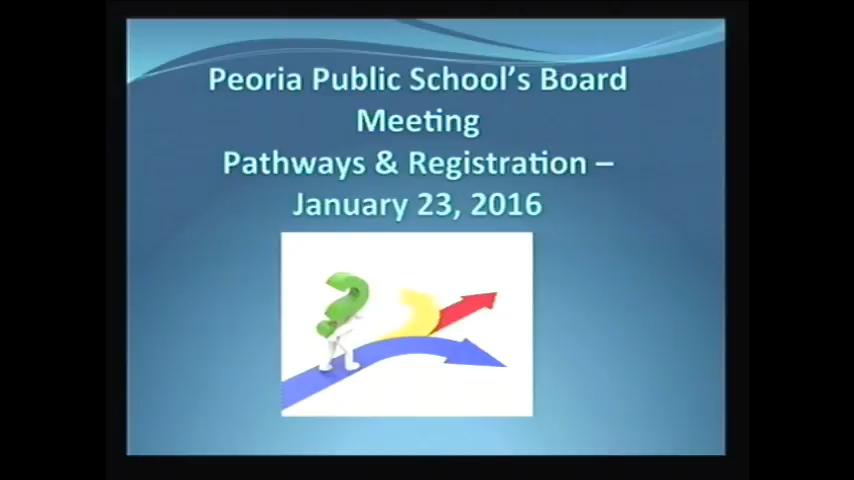 Peoria Public School's Board
Meeting
Pathways & Registration –
January 23, 2016